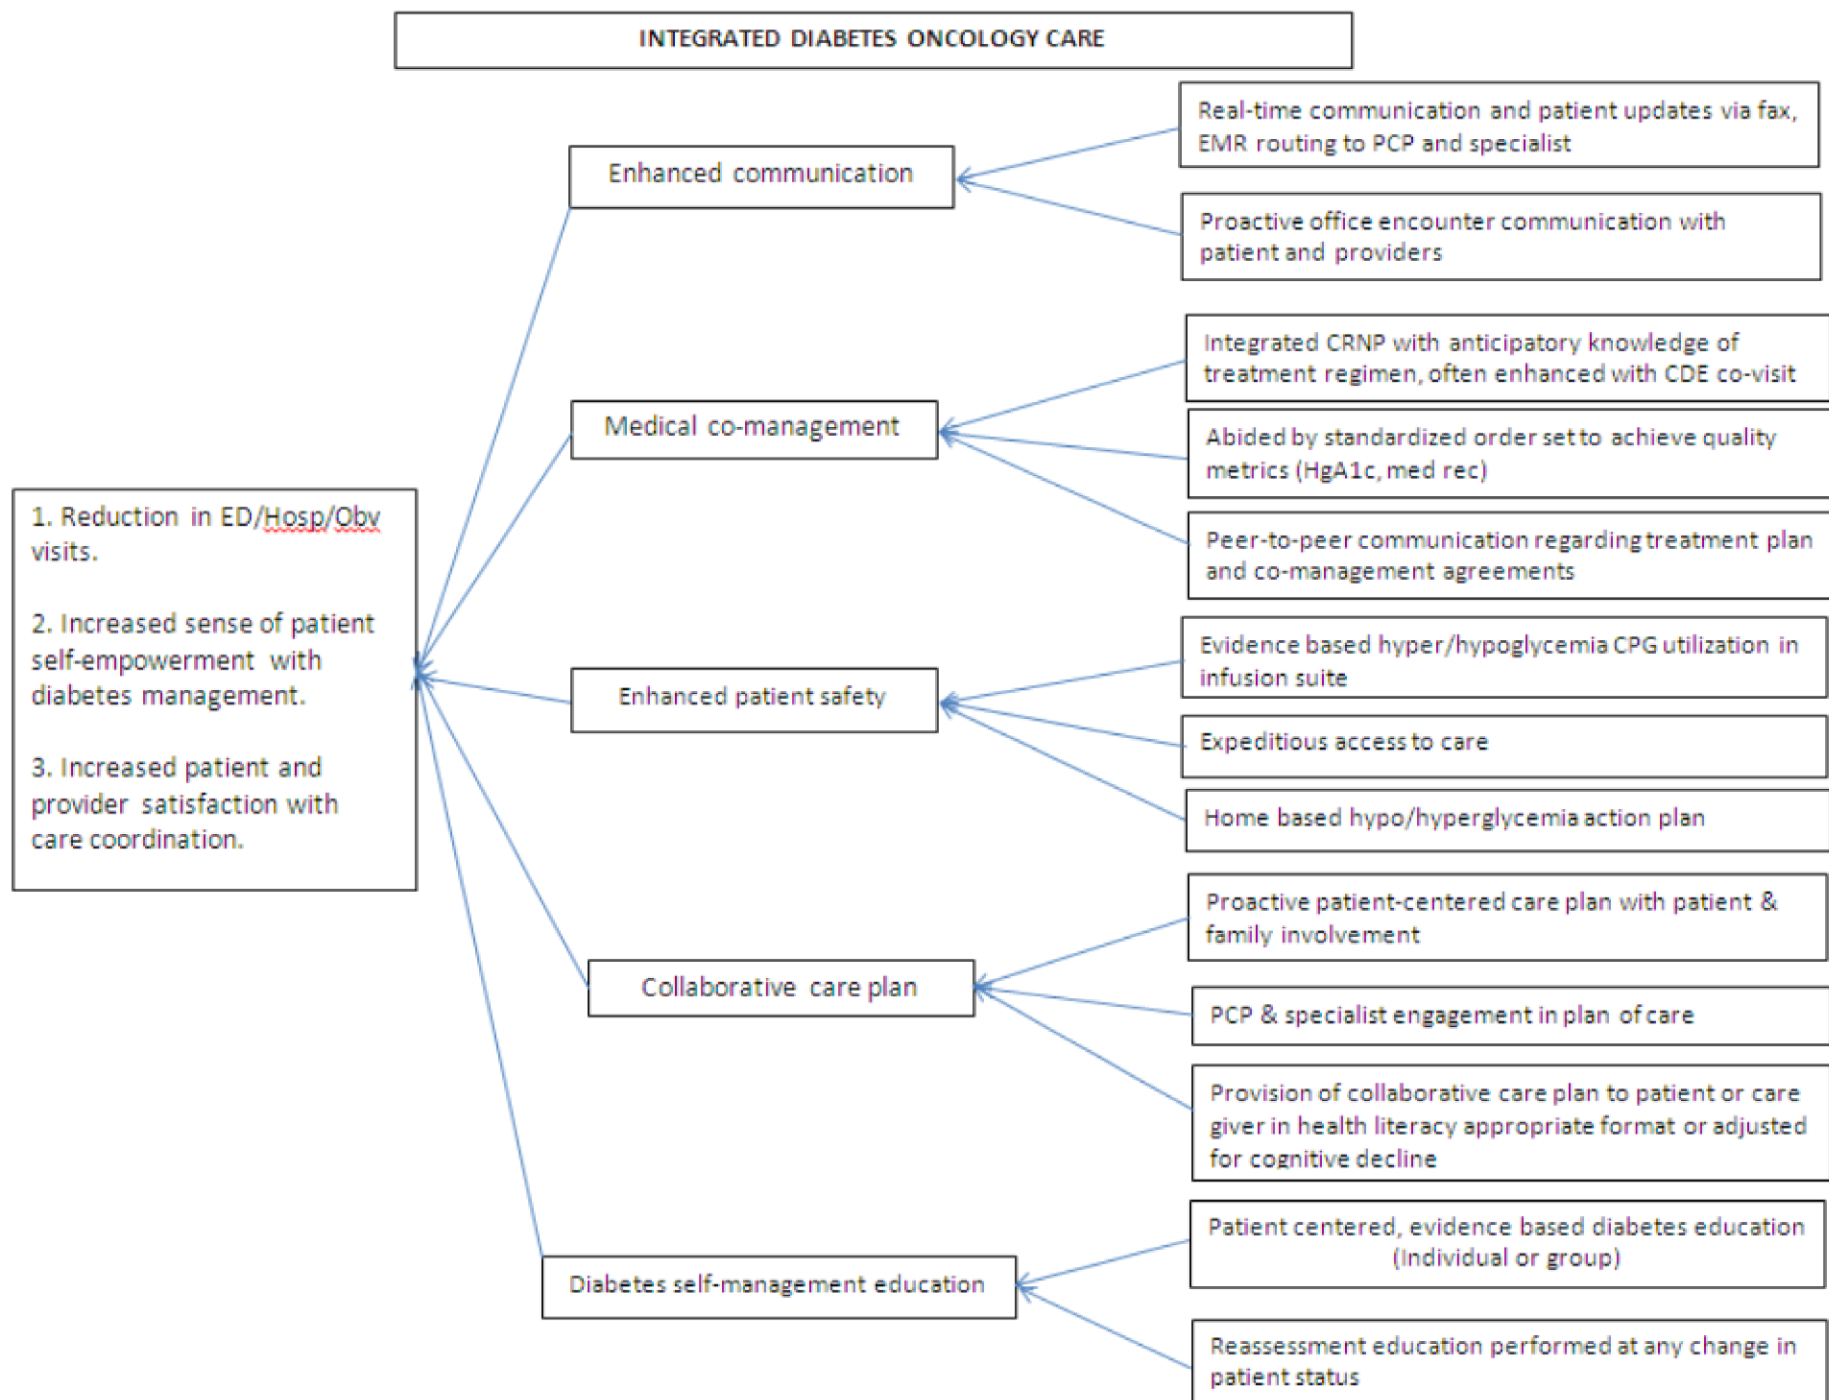 INTEGRATED DIABETES ONCOLOGY CARE
Real-time communication and patient updates via fax,
EMR routing to PCP and specialist
Enhanced communication
Proactive office encounter communication with
patient and providers
Integrated CRNP with anticipatory knowledge of
treatment regimen, often enhanced with CDE co-visit
Medical co-management
Abided by standardized order set to achieve quality
metrics (HgA1c, med rec)
Peer-to-peer communication regarding treatment plan
and co-management agreements
1. Reduction in ED/Hosp/Obv
visits.
2. Increased sense of patient
self-empowerment with
diabetes management.
3. Increased patient and
provider satisfaction with
care coordination.
Evidence based hyper/hypoglycemia CPG utilization in
infusion suite
Enhanced patient safety
Expeditious access to care
Home based hypo/hyperglycemia action plan
Proactive patient-centered care plan with patient &
family involvement
Collaborative care plan
PCP & specialist engagement in plan of care
Provision of collaborative care plan to patient or care
giver in health literacy appropriate format or adjusted
for cognitive decline
Patient centered, evidence based diabetes education
(Individual or group)
Diabetes self-management education
Reassessment education performed at any change in
patient status